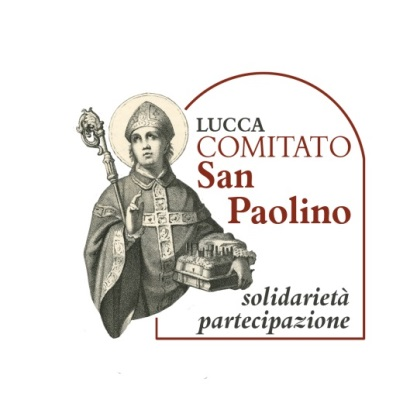 LUCCA
COMITATO
San
Paolino
solidarietà
partecipazione